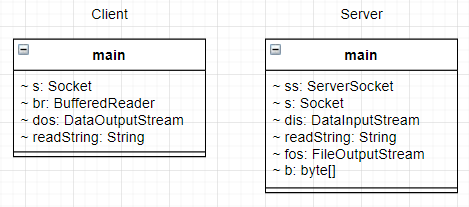 Client
main
~ s: Socket
~ br: BufferedReader
~ dos: DataOutputStream
~ readString: String
Server
main
~ ss: ServerSocket
~ s: Socket
~ dis: DataInputStream
~ readString: String
~ fos: FileOutputStream
~ b: byte[]